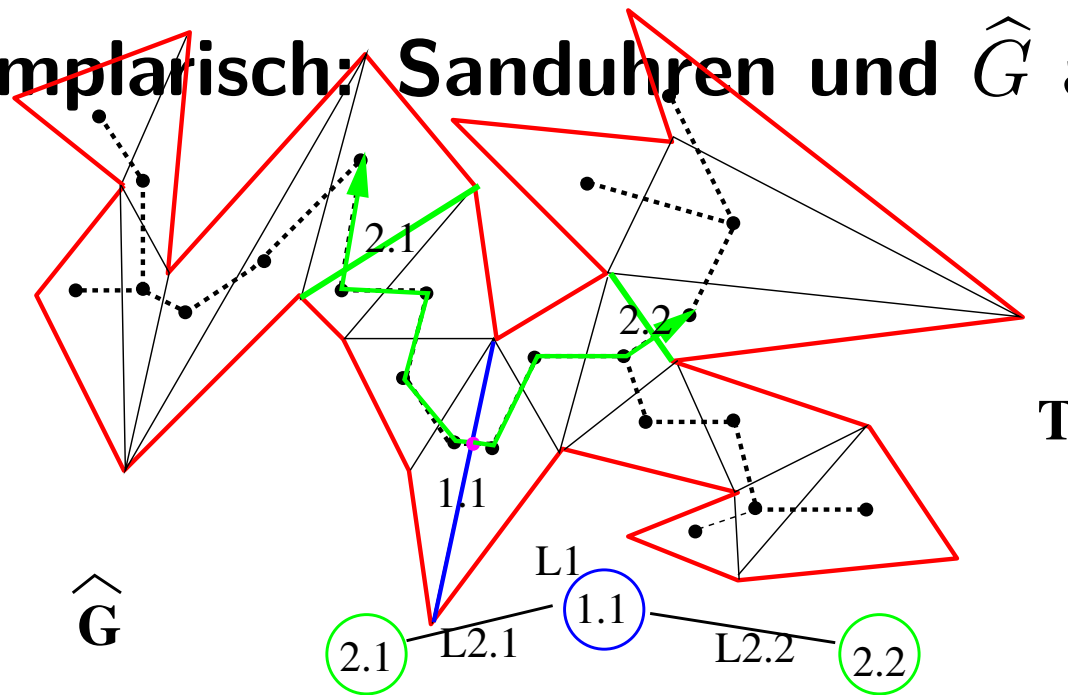 mplarisch: Sanduhren und Ĝ
2.1
2.2
T
1.1
L1
Ĝ
1.1
2.1
L2.1
L2.2
2.2